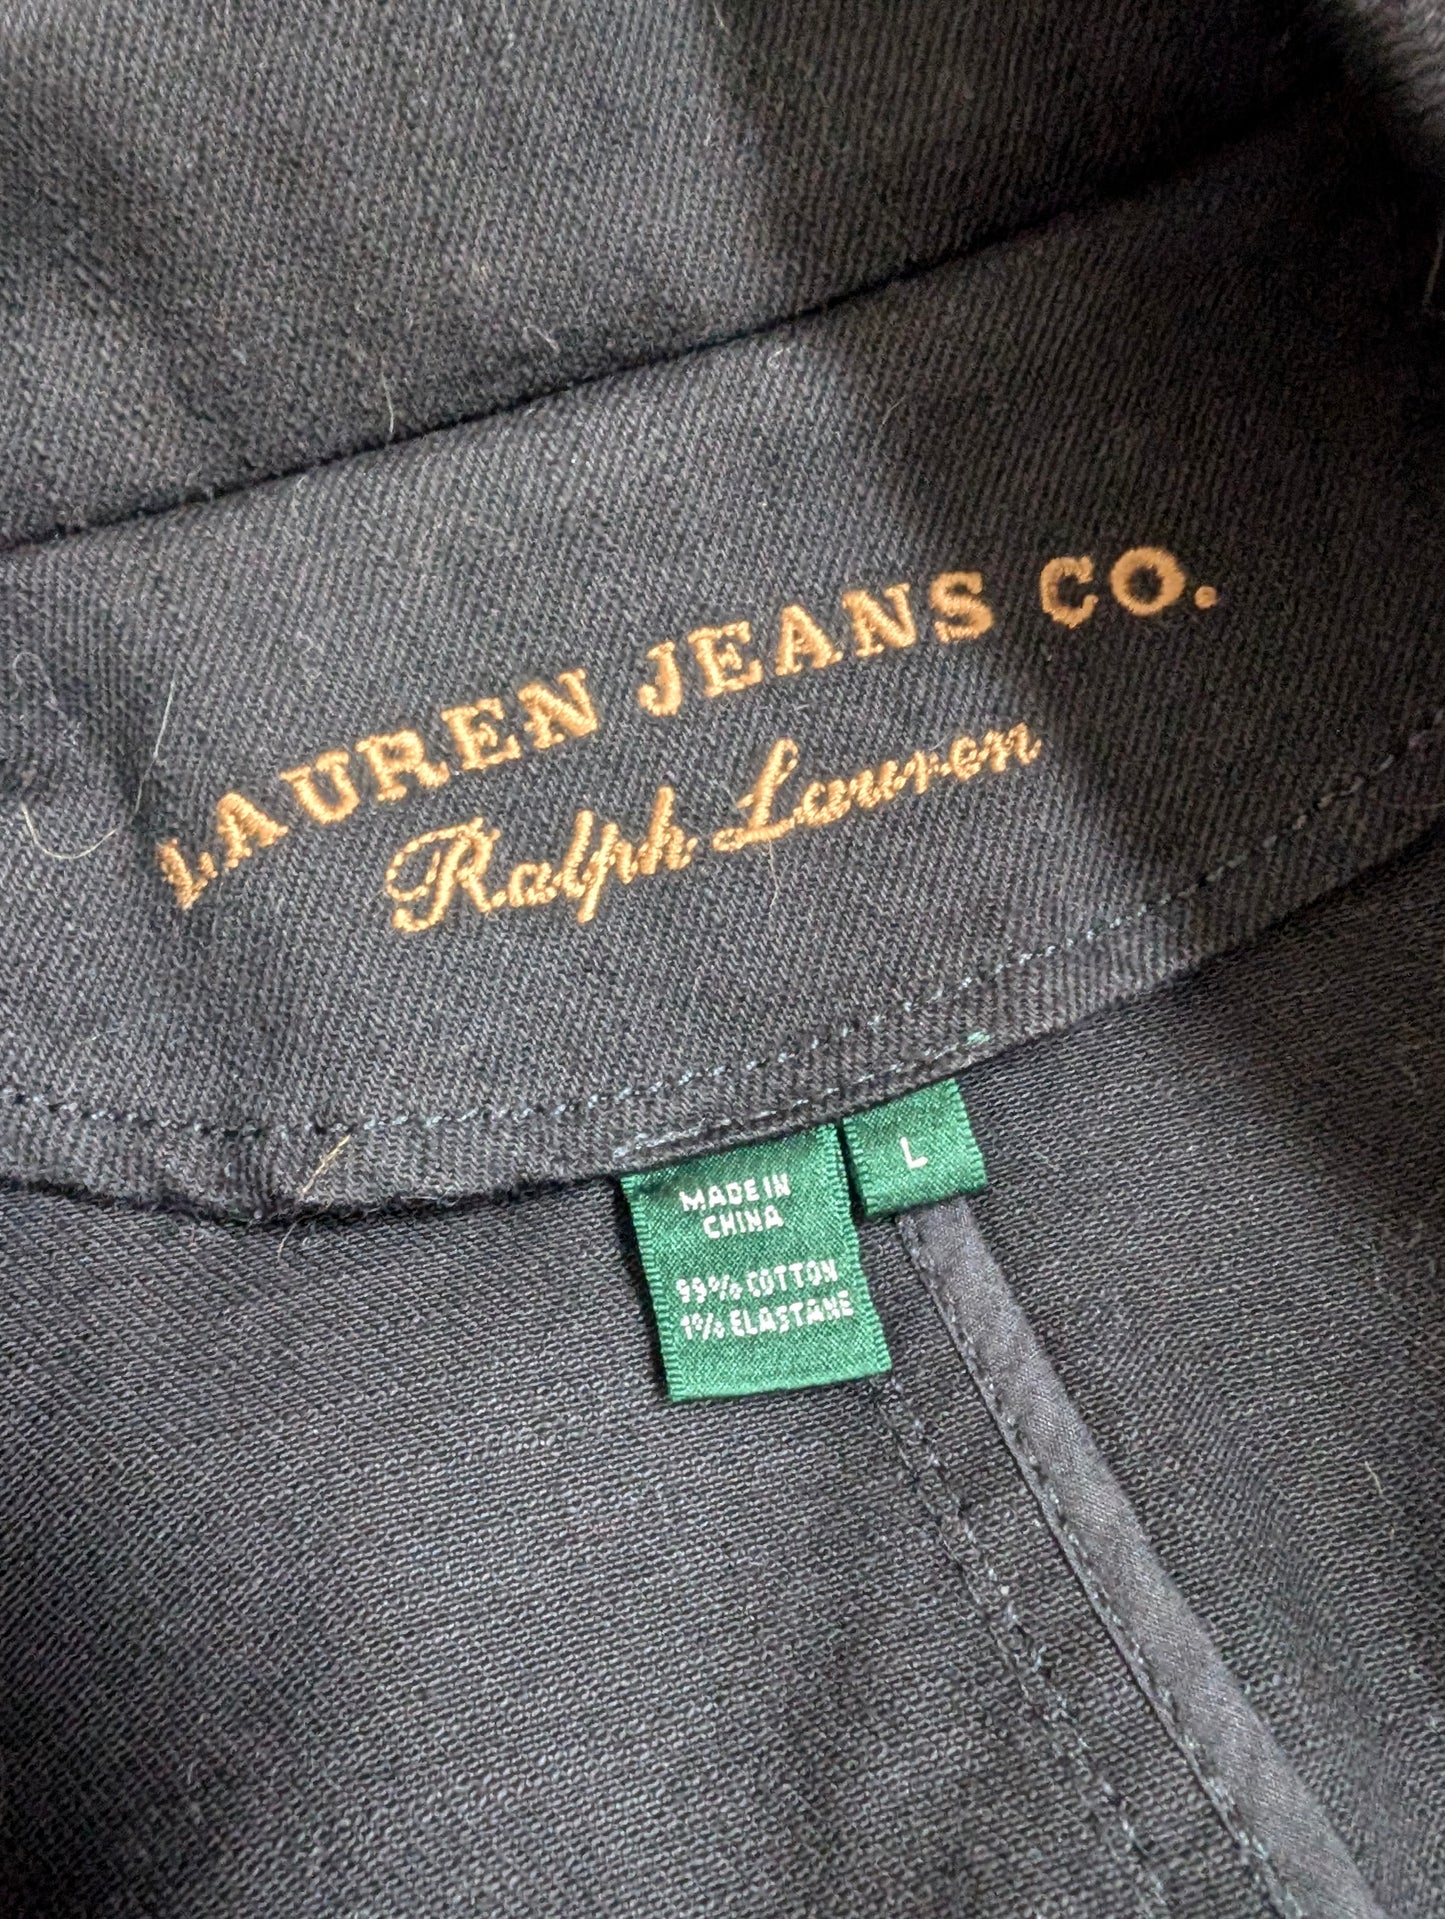 LAUREN JEANS CO.
Ralph Lauren
L
MADE IN
CHINA
99% COTTON
1% ELASTANE